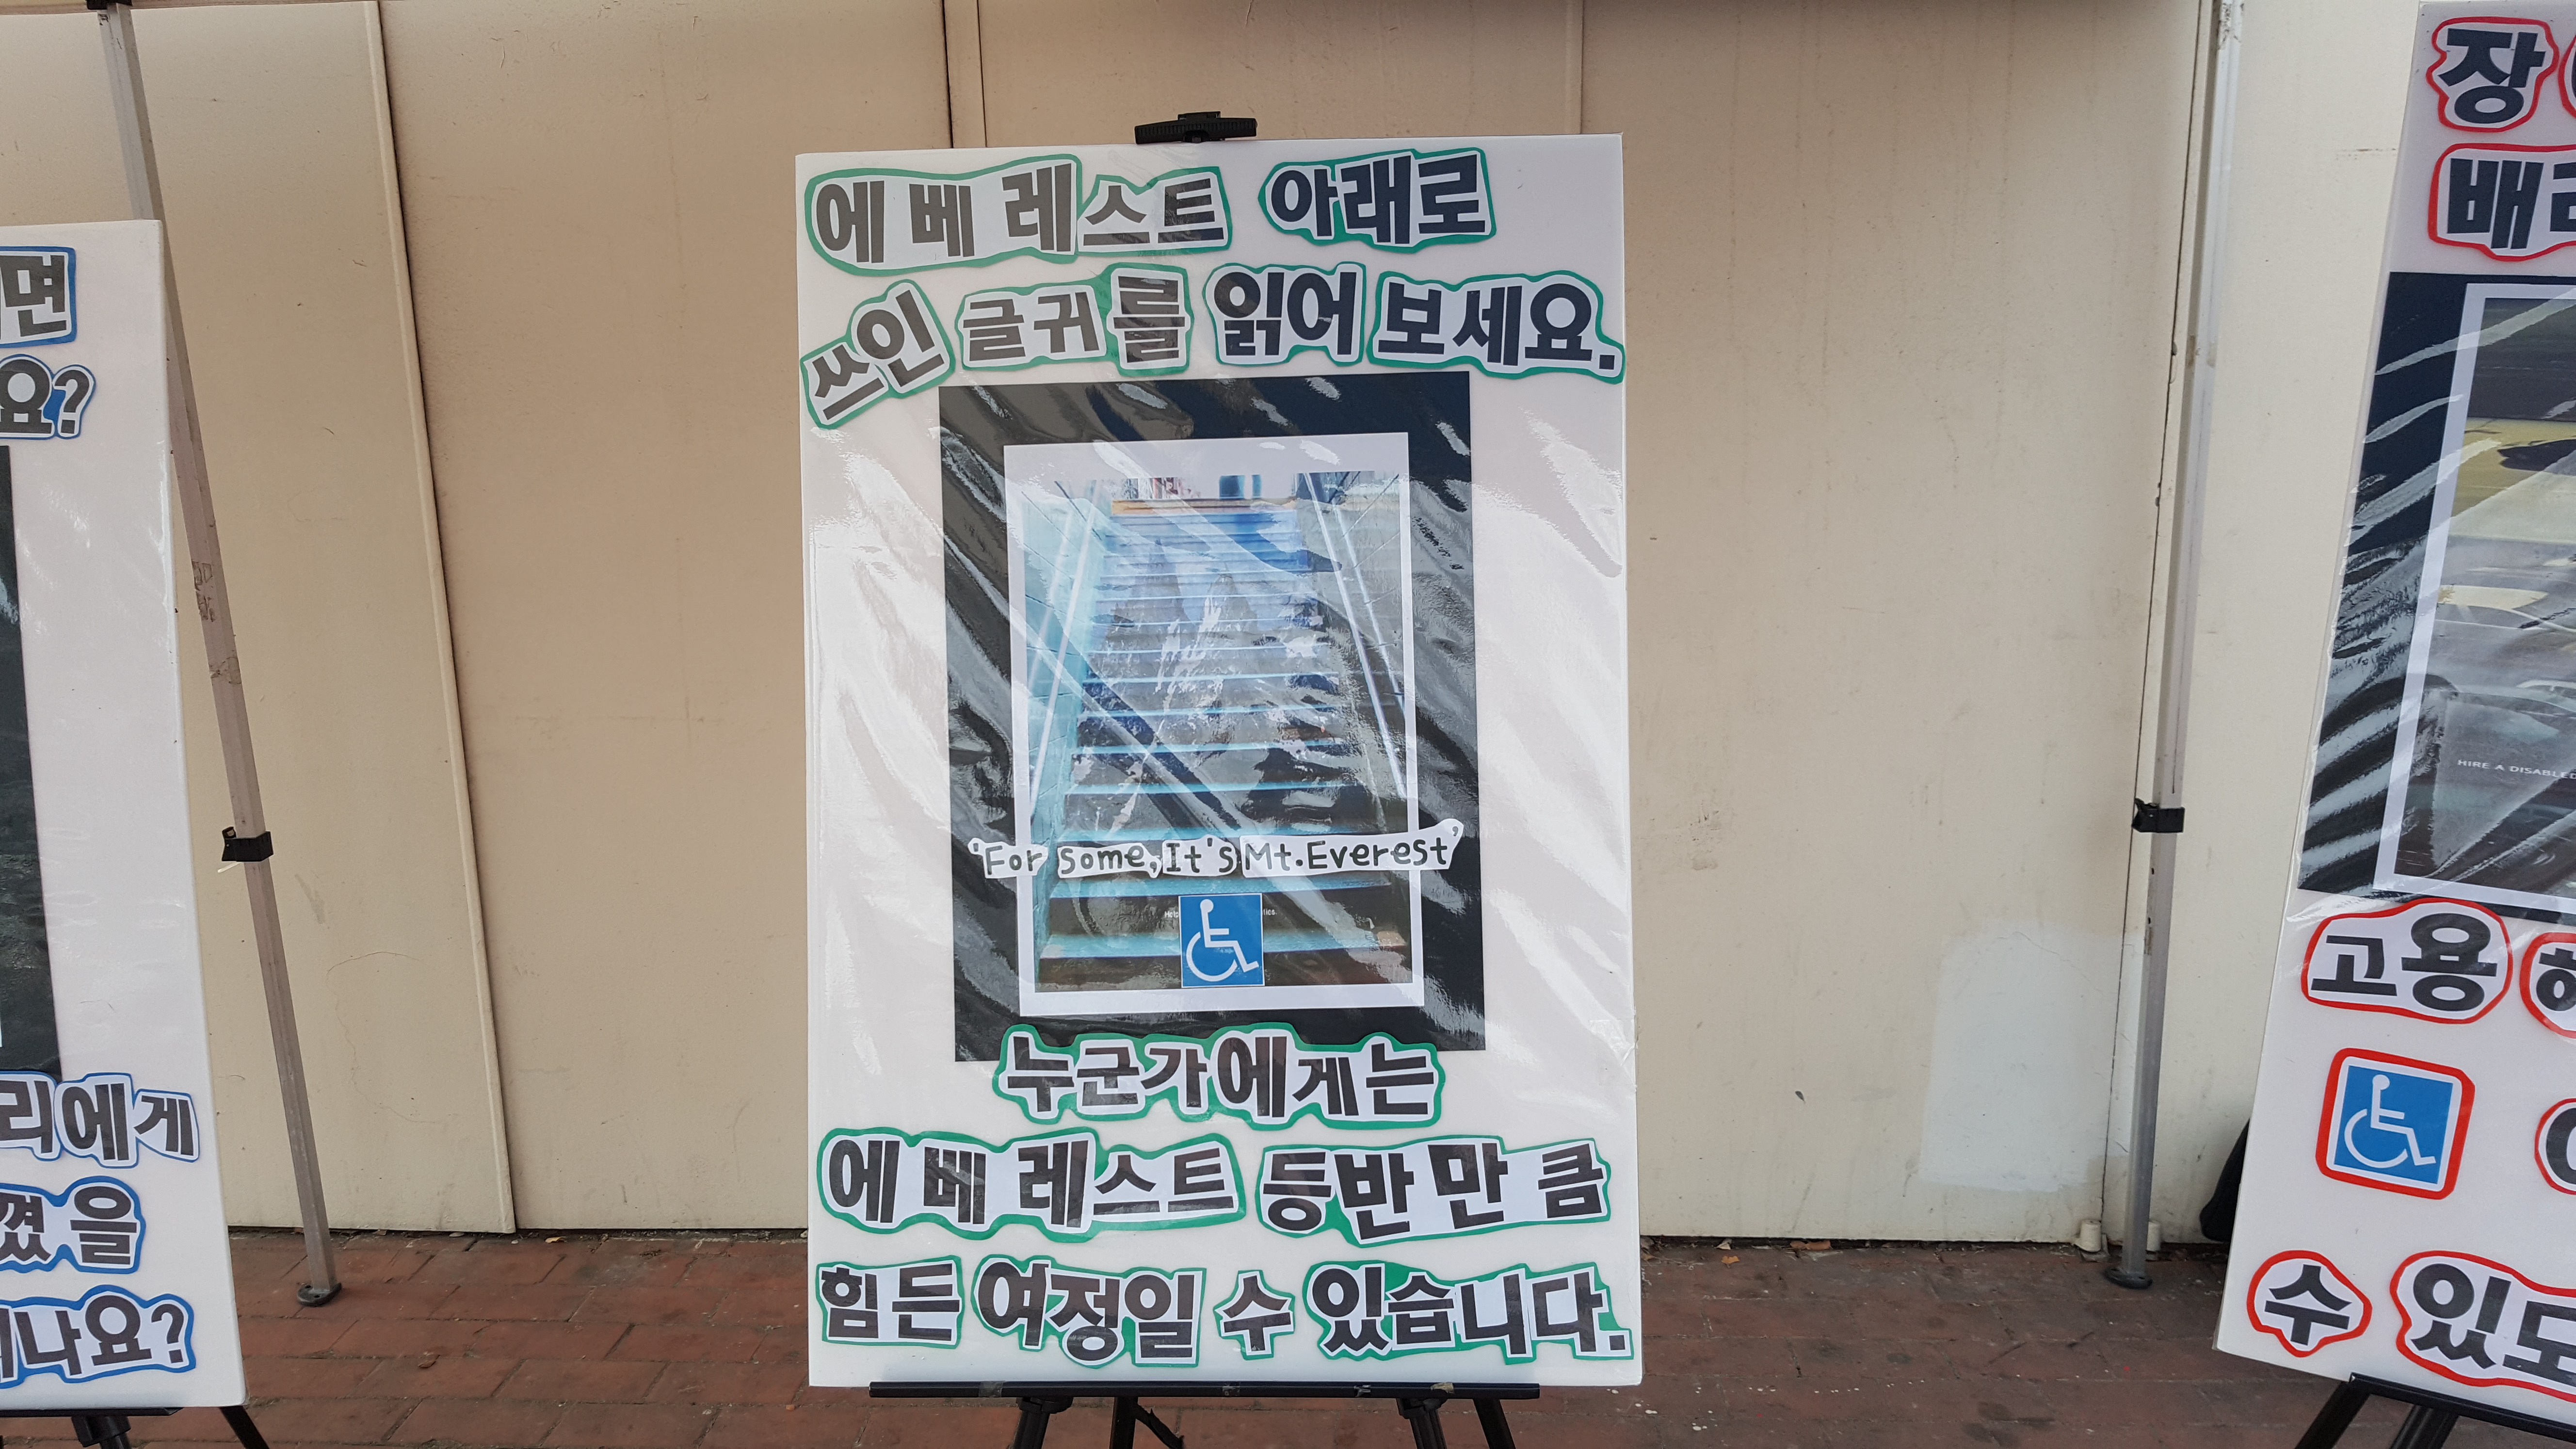 면
요?
리에게
꼈을
나요?
에베레스트 아래로
쓰인 글귀를 읽어 보세요.
'For some, It's Mt.Everest'
누군가에게는
에베레스트 등반만큼
힘든 여정일 수 있습니다.
장
배
HIRE A DISABLED
고용
수 있도